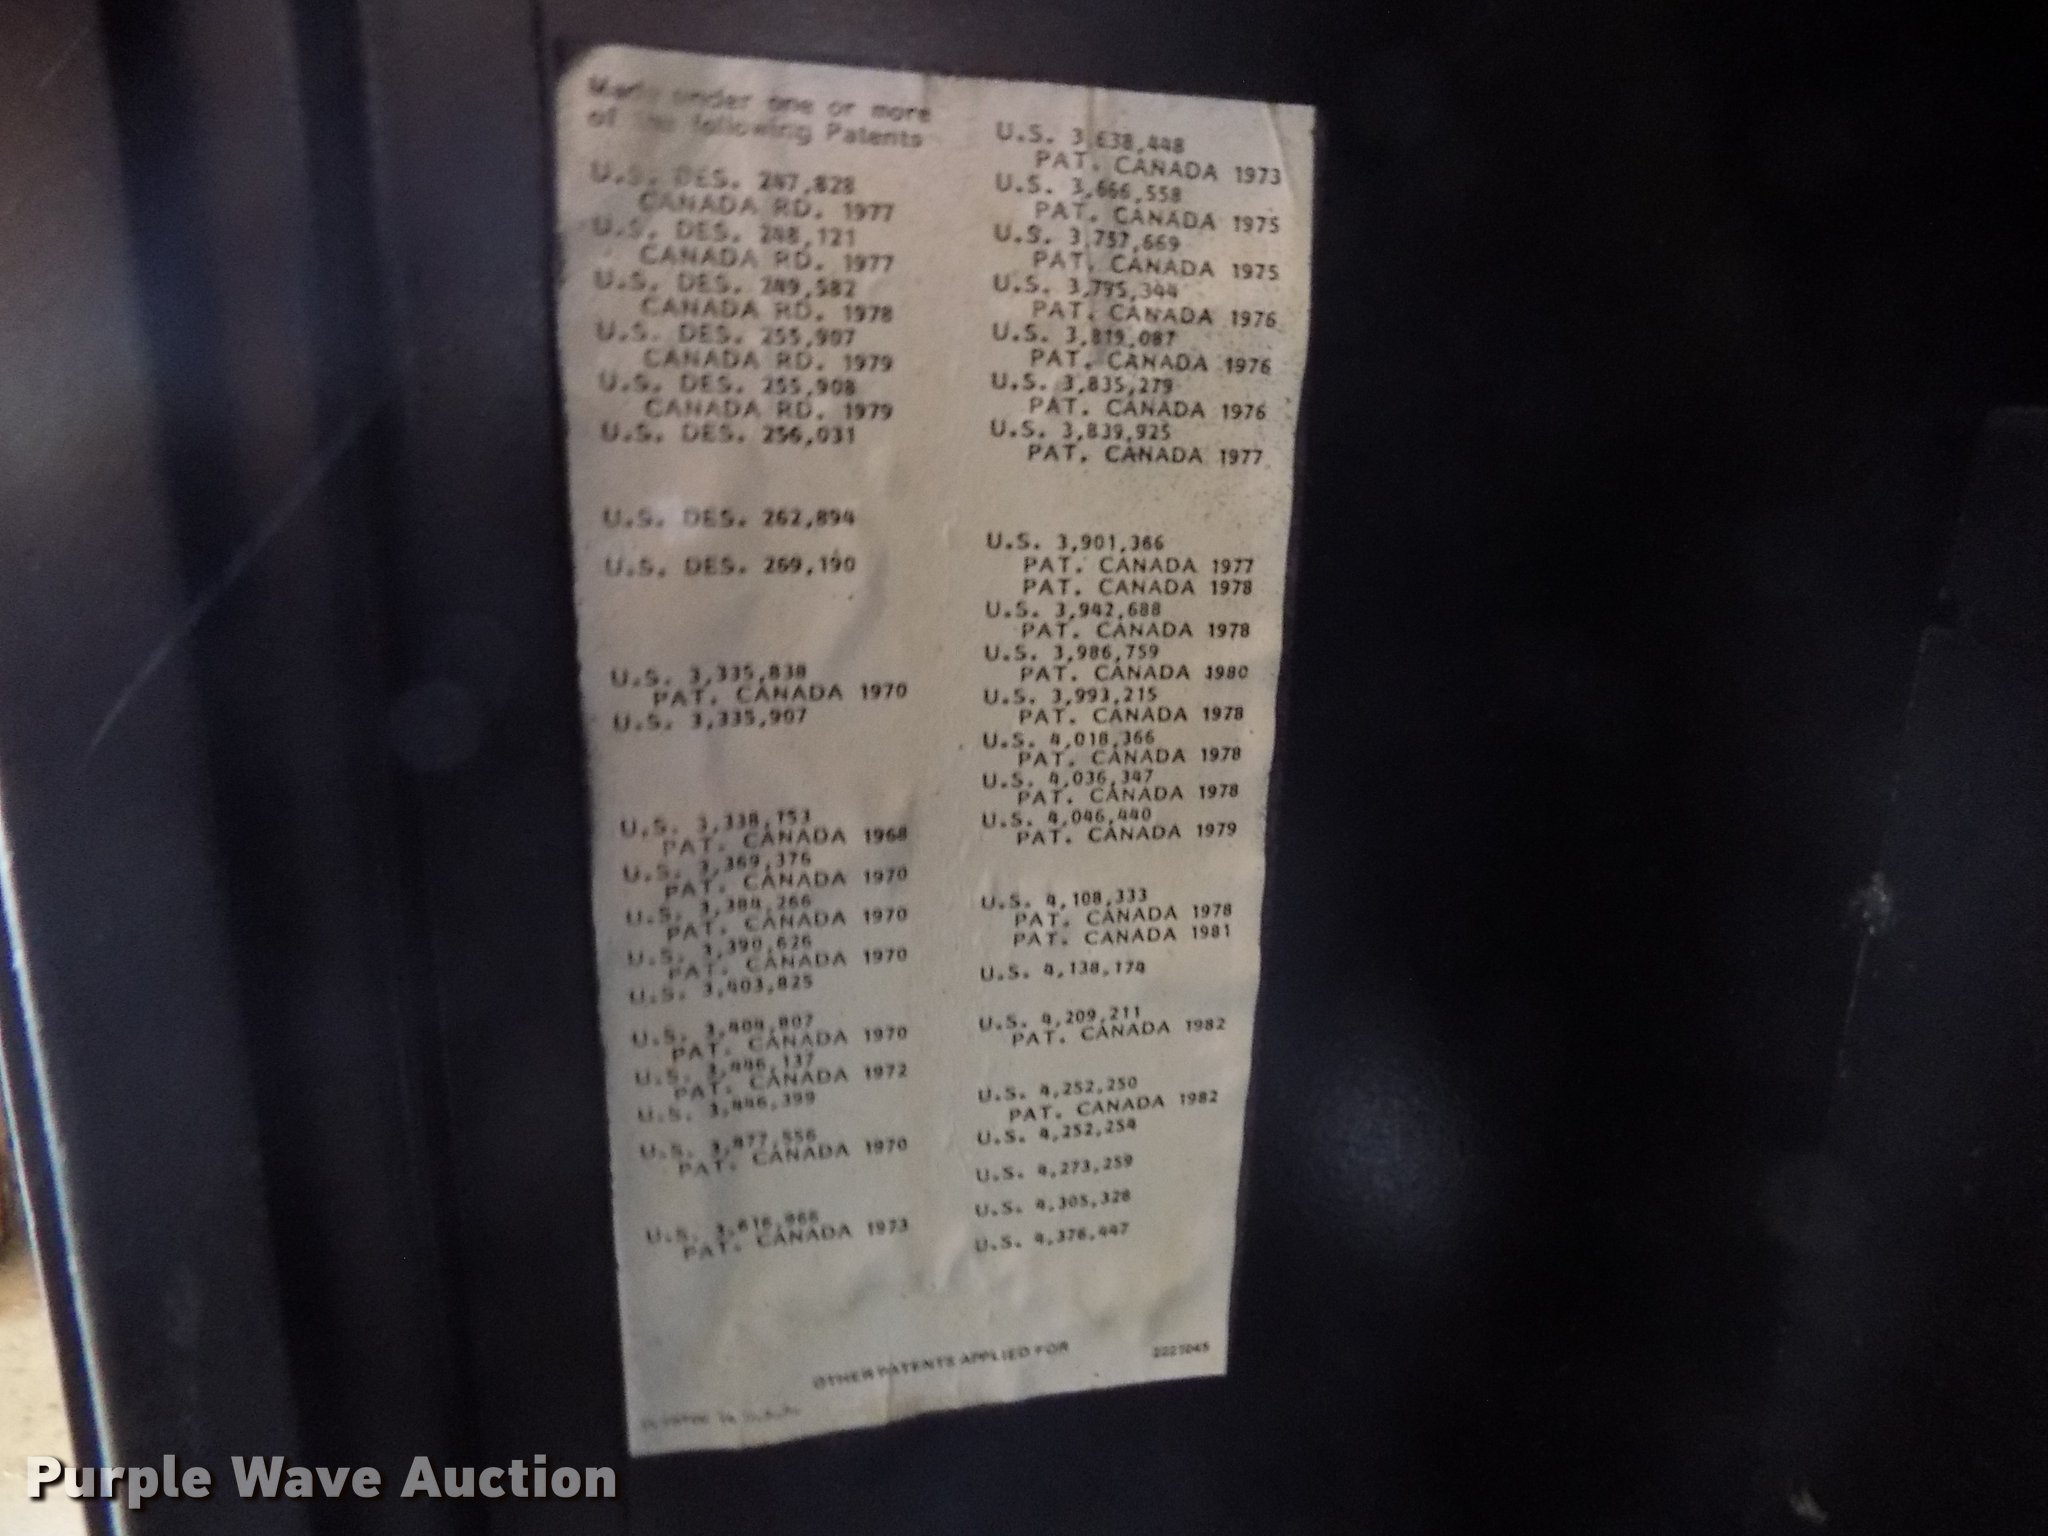 Made under one or more
of the following Patents
U.S. DES. 247,828
CANADA RD. 1977
U.S. DES. 248,121
CANADA RD. 1977
U.S. DES. 249,582
CANADA RD. 1978
U.S. DES. 255,907
CANADA RD. 1979
U.S. DES. 255,908
CANADA RD. 1979
U.S. DES. 256,031
U.S. DES. 262,894
U.S. DES. 269,190
U.S. 3,335,838
PAT. CANADA 1970
U.S. 3,335,907
U.S. 3,338,153
PAT. CANADA 1968
U.S. 3,369,376
PAT. CANADA 1970
U.S. 3,384,266
PAT. CANADA 1970
U.S. 3,390,626
PAT. CANADA 1970
U.S. 3,403,825
U.S. 3,404,807
PAT. CANADA 1970
U.S. 3,446,137
PAT. CANADA 1972
U.S. 3,446,399
U.S. 3,477,556
PAT. CANADA 1970
U.S.
PAT. CANADA 1973
U.S. 3,638,448
PAT. CANADA 1973
U.S. 3,666,558
PAT. CANADA 1975
U.S. 3,757,669
PAT. CANADA 1975
U.S. 3,795,344
PAT. CANADA 1976
U.S. 3,819,087
PAT. CANADA 1976
U.S. 3,835,279
PAT. CANADA 1976
U.S. 3,839,925
PAT. CANADA 1977
U.S. 3,901,366
PAT. CANADA 1977
PAT. CANADA 1978
U.S. 3,942,688
PAT. CANADA 1978
U.S. 3,986,759
PAT. CANADA 1980
U.S. 3,993,215
PAT. CANADA 1978
U.S. 4,018,366
PAT. CANADA 1978
U.S. 4,036,347
PAT. CANADA 1978
U.S. 4,046,440
PAT. CANADA 1979
U.S. 4,108,333
PAT. CANADA 1978
PAT. CANADA 1981
U.S. 4,138,174
U.S. 4,209,211
PAT. CANADA 1982
U.S. 4,252,250
PAT. CANADA 1982
U.S. 4,252,254
U.S. 4,273,259
U.S. 4,305,328
U.S. 4,376,447
OTHER PATENTS APPLIED FOR
Purple Wave Auction